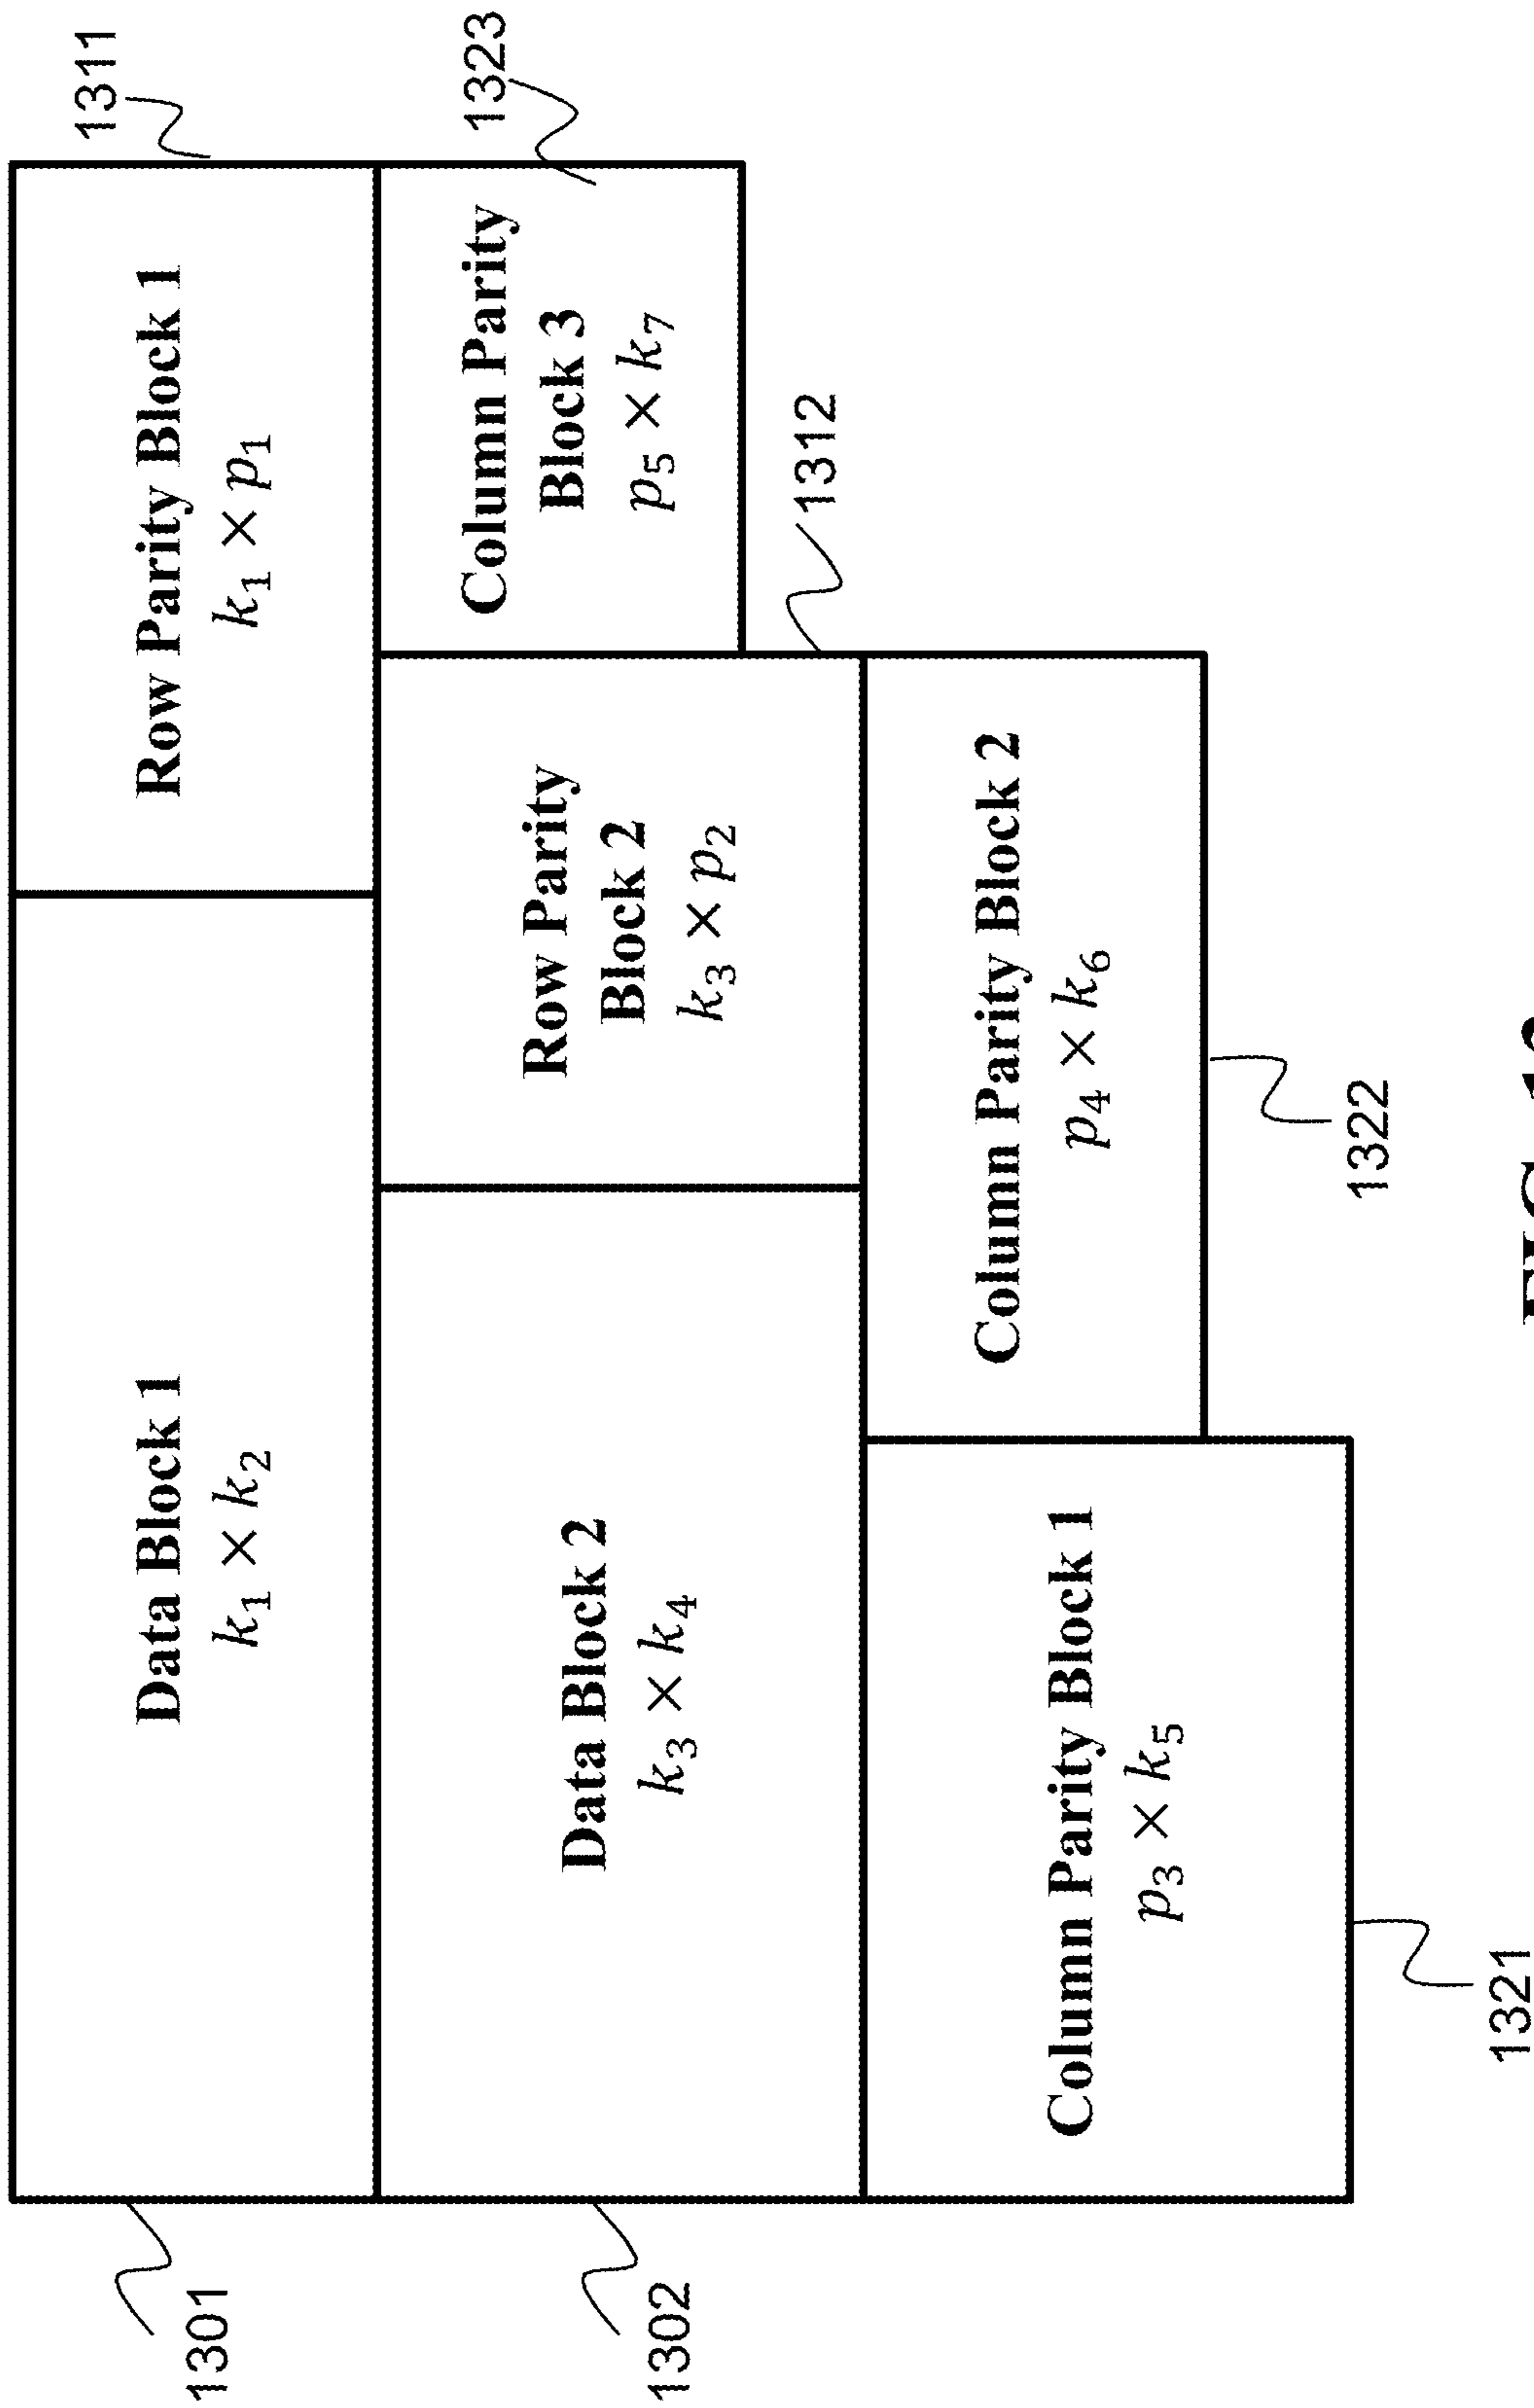 1301
Data Block 1
k₁ × k₂
Row Parity Block 1
k₁ × p₁
1311
1302
Data Block 2
k₃ × k₄
Row Parity
Block 2
k₃ × p₂
1312
Column Parity
Block 3
p₅ × k₇
1323
Column Parity Block 1
p₃ × k₅
1321
Column Parity Block 2
p₄ × k₆
1322